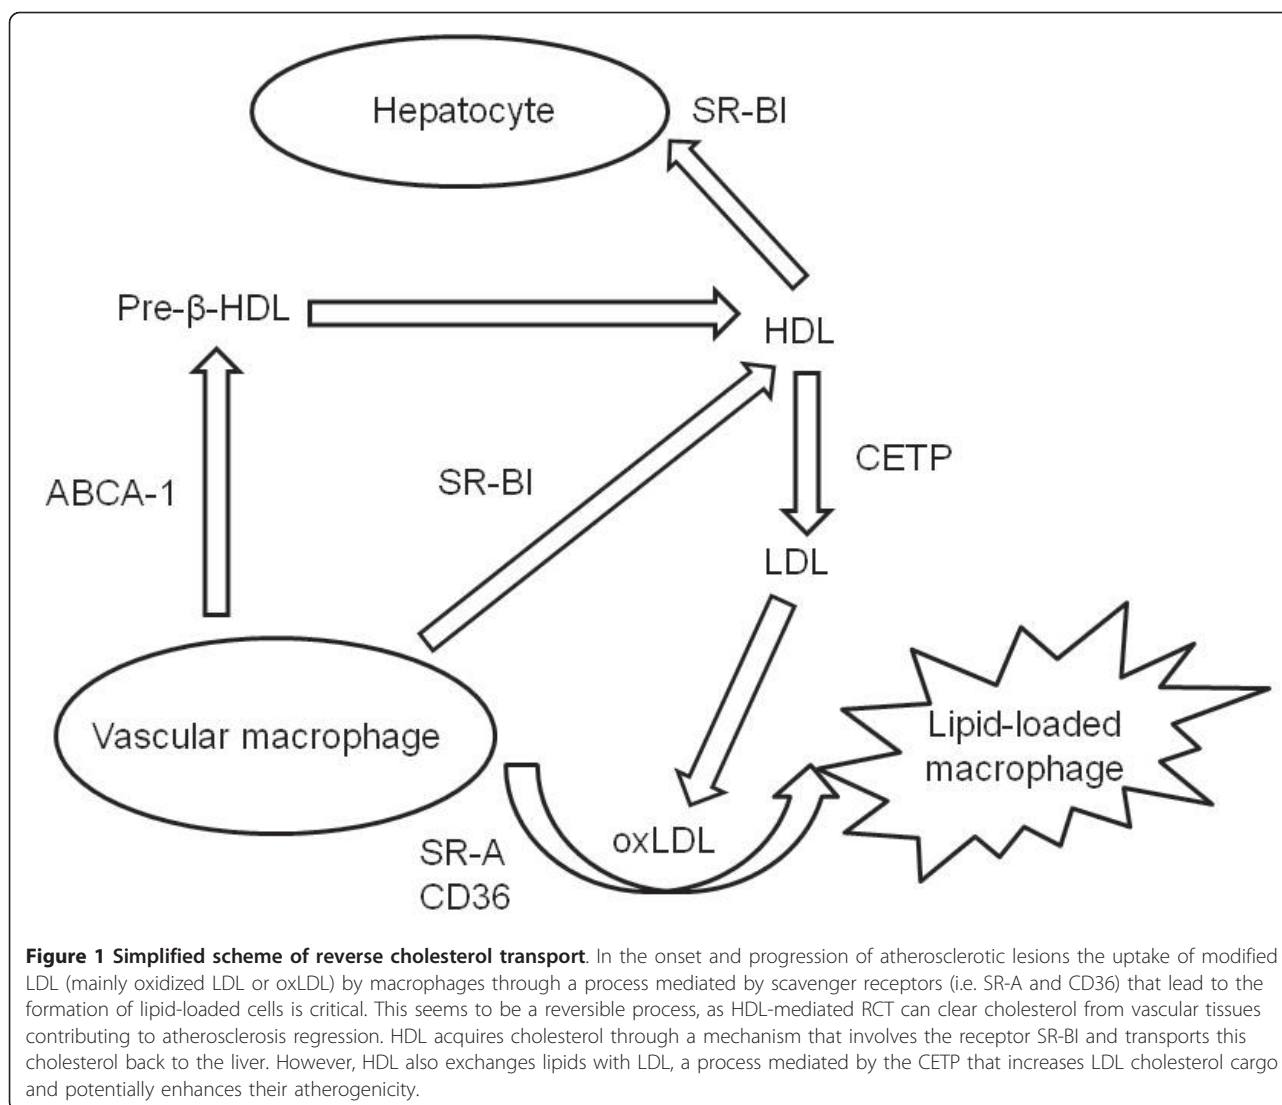 Hepatocyte
SR-BI
Pre-β-HDL
HDL
ABCA-1
SR-BI
CETP
LDL
Vascular macrophage
Lipid-loaded
macrophage
oxLDL
SR-A
CD36
Figure 1 Simplified scheme of reverse cholesterol transport. In the onset and progression of atherosclerotic lesions the uptake of modified
LDL (mainly oxidized LDL or oxLDL) by macrophages through a process mediated by scavenger receptors (i.e. SR-A and CD36) that lead to the
formation of lipid-loaded cells is critical. This seems to be a reversible process, as HDL-mediated RCT can clear cholesterol from vascular tissues
contributing to atherosclerosis regression. HDL acquires cholesterol through a mechanism that involves the receptor SR-BI and transports this
cholesterol back to the liver. However, HDL also exchanges lipids with LDL, a process mediated by the CETP that increases LDL cholesterol cargo
and potentially enhances their atherogenicity.